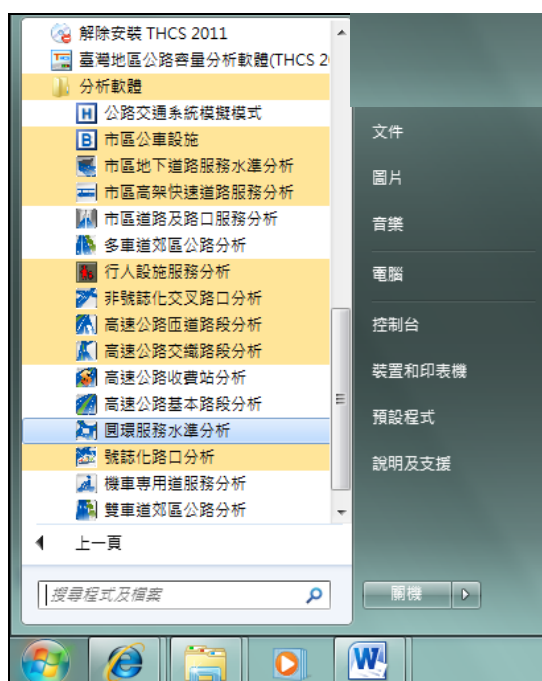 解除安裝 THCS 2011
臺灣地區公路容量分析軟體(THCS 2
分析軟體
H 公路交通系統模擬模式
B 市區公車設施
市區地下道路服務水準分析
市區高架快速道路服務分析
市區道路及路口服務分析
多車道郊區公路分析
行人設施服務分析
非號誌化交叉路口分析
高速公路匝道路段分析
高速公路交織路段分析
高速公路收費站分析
高速公路基本路段分析
圓環服務水準分析
號誌化路口分析
機車專用道服務分析
雙車道郊區公路分析
上一頁
搜尋程式及檔案
文件
圖片
音樂
電腦
控制台
裝置和印表機
預設程式
說明及支援
關機
W